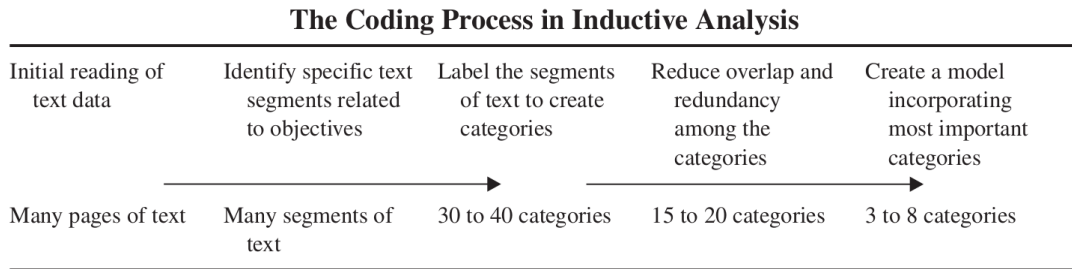 The Coding Process in Inductive Analysis
Initial reading of
text data
Identify specific text
segments related
to objectives
Label the segments
of text to create
categories
Reduce overlap and
redundancy
among the
categories
Create a model
incorporating
most important
categories
Many pages of text
Many segments of
text
30 to 40 categories
15 to 20 categories
3 to 8 categories